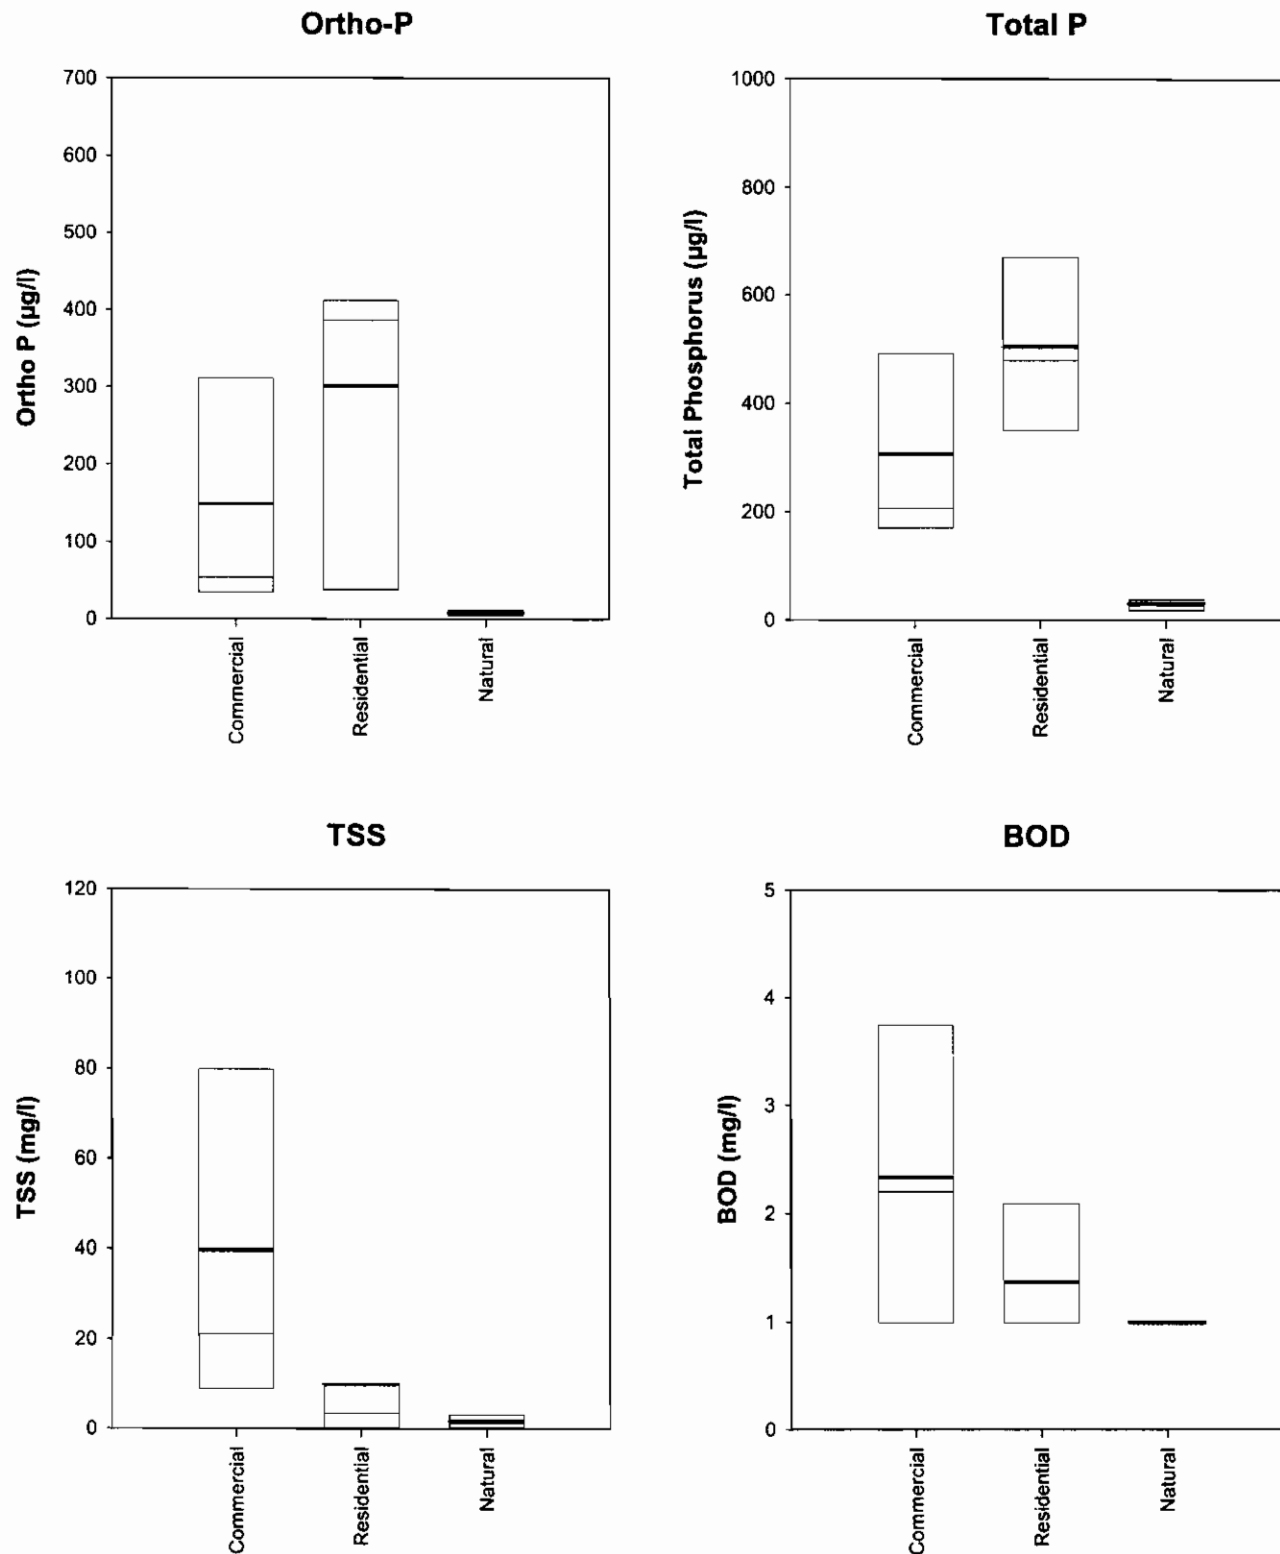 Ortho-P
Ortho P (µg/l)
700
600
500
400
300
200
100
0
Commercial
Residential
Natural
Total P
Total Phosphorus (µg/l)
1000
800
600
400
200
0
Commercial
Residential
Natural
TSS
TSS (mg/l)
120
100
80
60
40
20
0
Commercial
Residential
Natural
BOD
BOD (mg/l)
5
4
3
2
1
0
Commercial
Residential
Natural